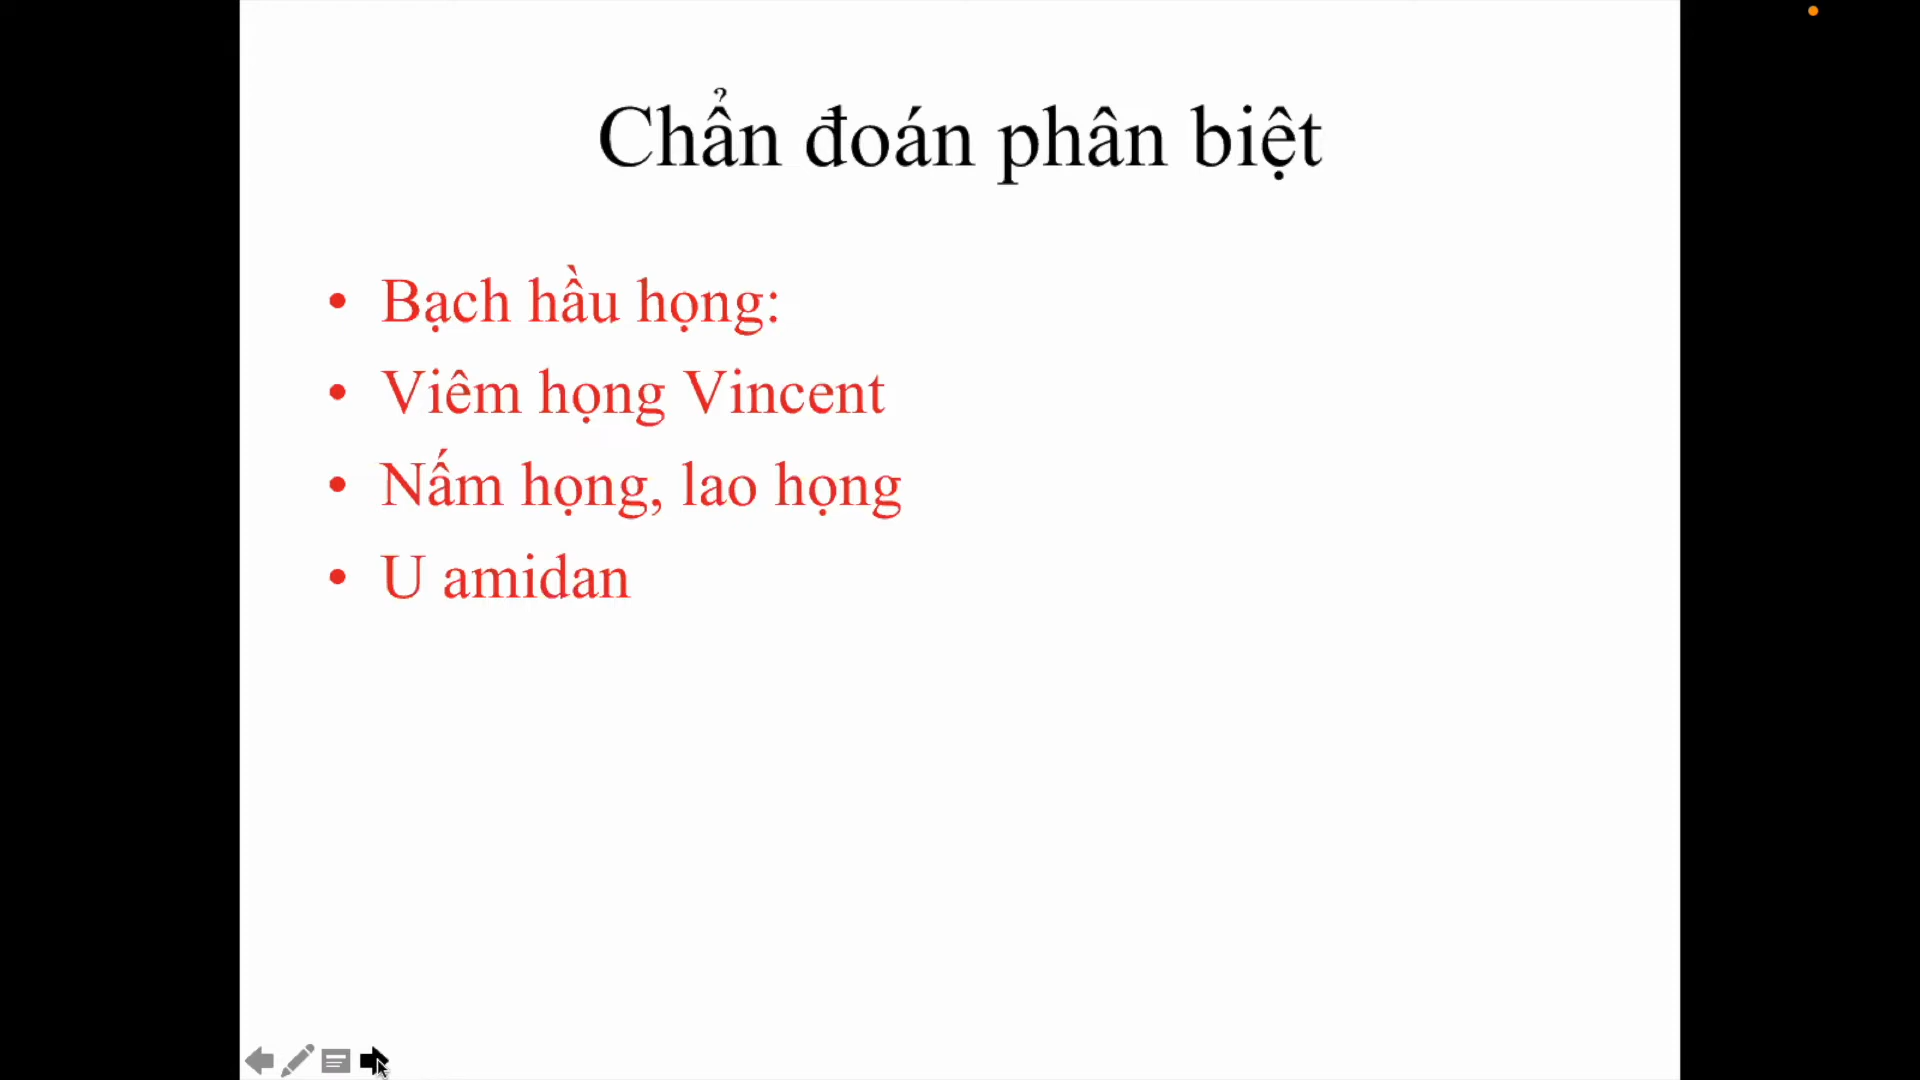 Chẩn đoán phân biệt
• Bạch hầu họng:
• Viêm họng Vincent
• Nấm họng, lao họng
• U amidan